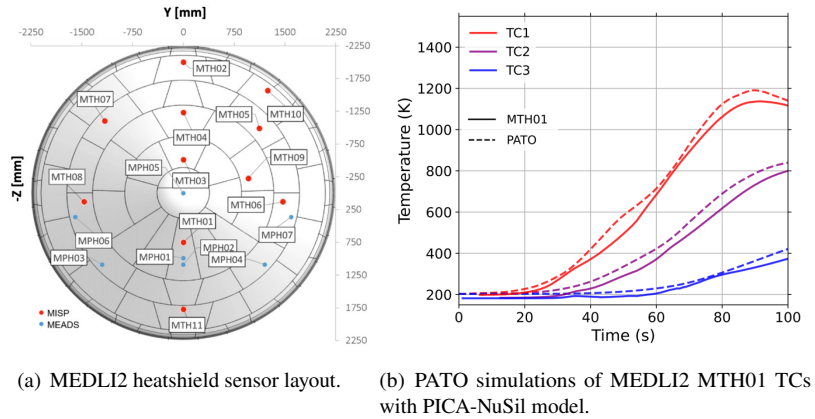 Y [mm]
-2250 -1500 -750 0 750 1500 2250
-2250
-1750
-1250
-750
-250
250
750
1250
1750
2250
-Z [mm]
MTH02
MTH07
MTH05
MTH10
MTH04
MTH09
MPH05
MTH08
MTH03
MTH06
MTH01
MPH06
MPH02
MPH07
MPH03
MPH01
MPH04
MTH11
MISP
MEADS
(a) MEDLI2 heatshield sensor layout.
Temperature (K)
1400
1200
1000
800
600
400
200
TC1
TC2
TC3
MTH01
PATO
0 20 40 60 80 100
Time (s)
(b) PATO simulations of MEDLI2 MTH01 TCs
with PICA-NuSil model.